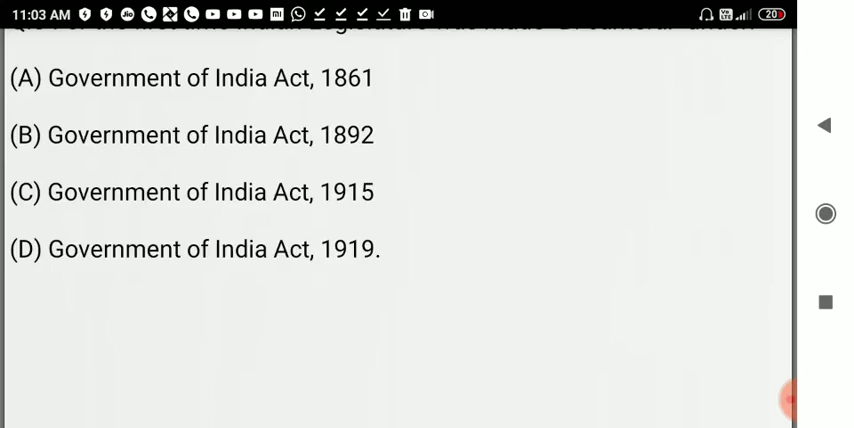 11:03 AM
20
(A) Government of India Act, 1861
(B) Government of India Act, 1892
(C) Government of India Act, 1915
(D) Government of India Act, 1919.